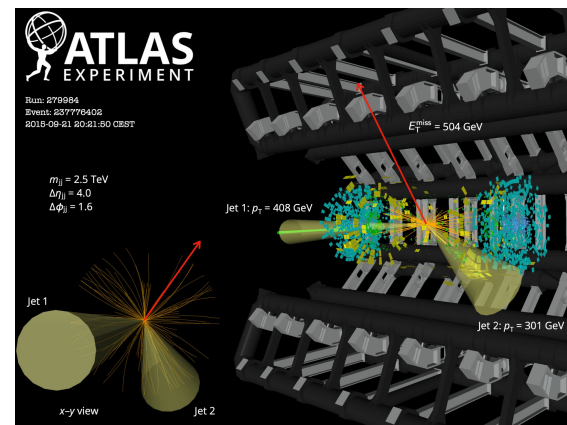 ATLAS
EXPERIMENT
Run: 279984
Event: 237776402
2015-09-21 20:21:50 CEST
E_T^miss = 504 GeV
m_jj = 2.5 TeV
Δη_jj = 4.0
Δϕ_jj = 1.6
Jet 1: p_T = 408 GeV
Jet 1
Jet 2: p_T = 301 GeV
x–y view
Jet 2